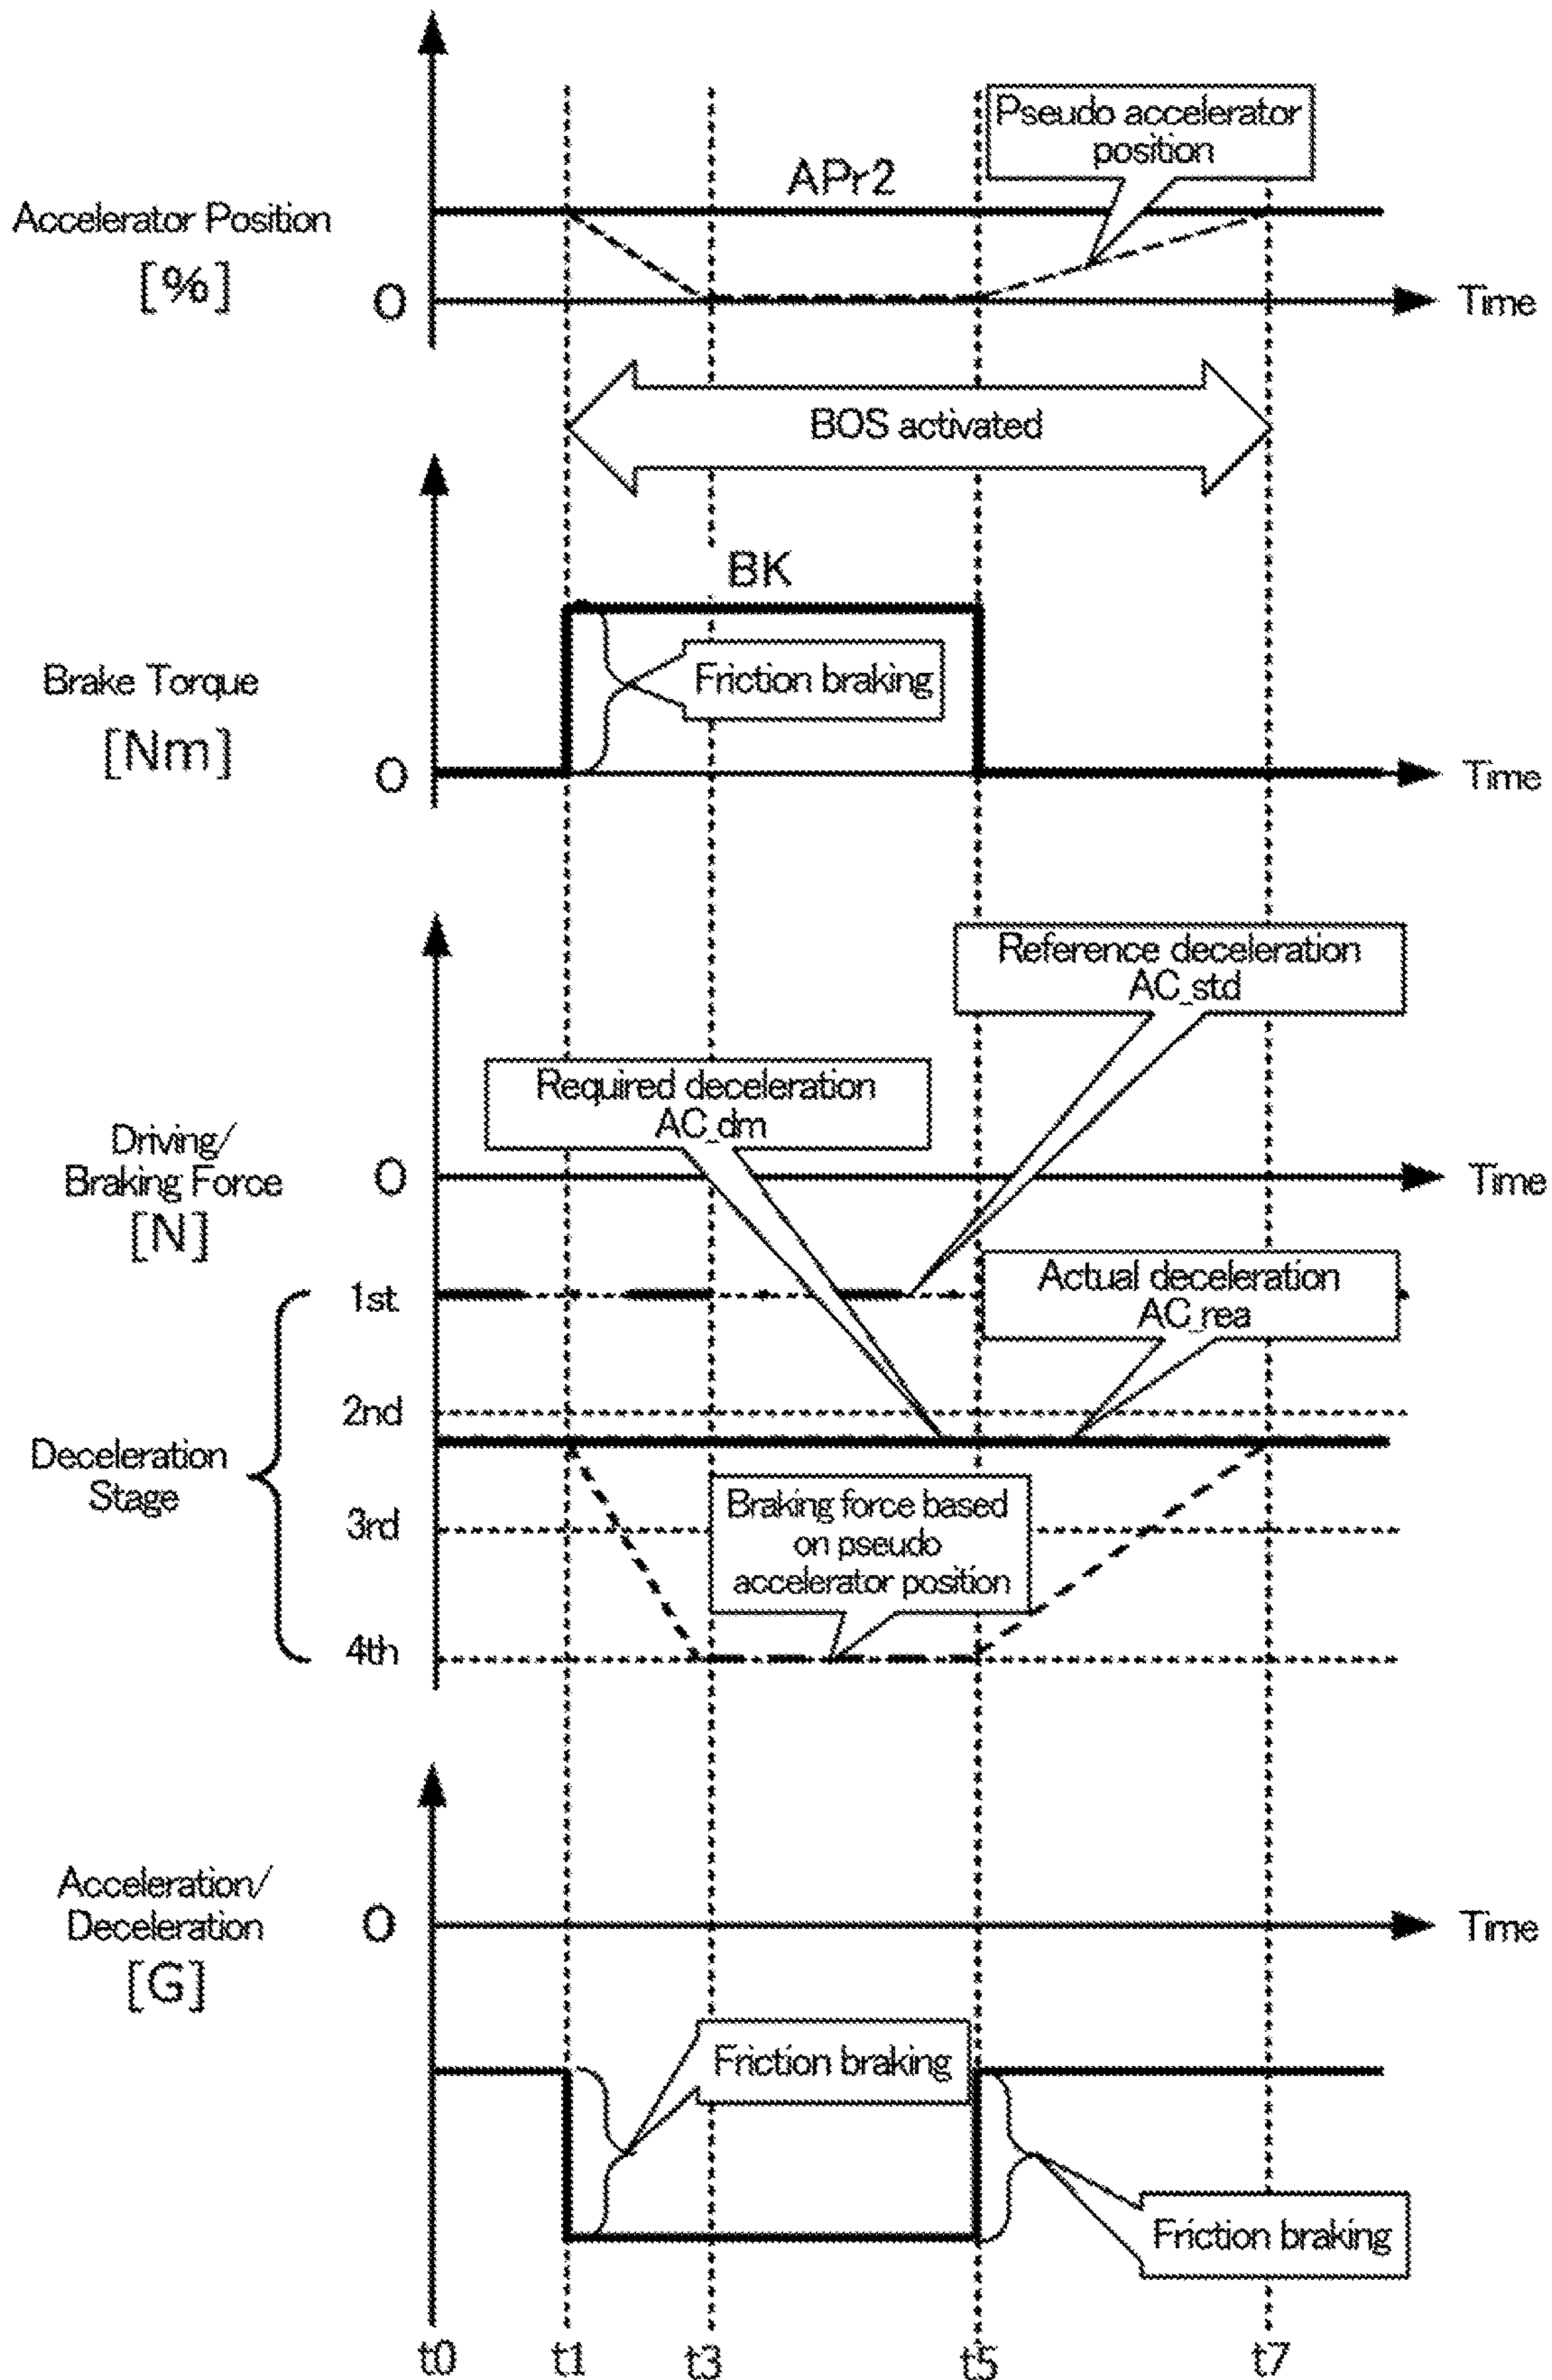 Pseudo accelerator
position
APr2
Accelerator Position
[%]
0
Time
BOS activated
BK
Friction braking
Brake Torque
[Nm]
0
Time
Reference deceleration
AC_std
Required deceleration
AC_dm
Driving/
Braking Force
[N]
0
Time
Actual deceleration
AC_rea
1st
2nd
Deceleration
Stage
3rd
Braking force based
on pseudo
accelerator position
4th
Acceleration/
Deceleration
[G]
0
Time
Friction braking
Friction braking
t0 t1 t3 t5 t7